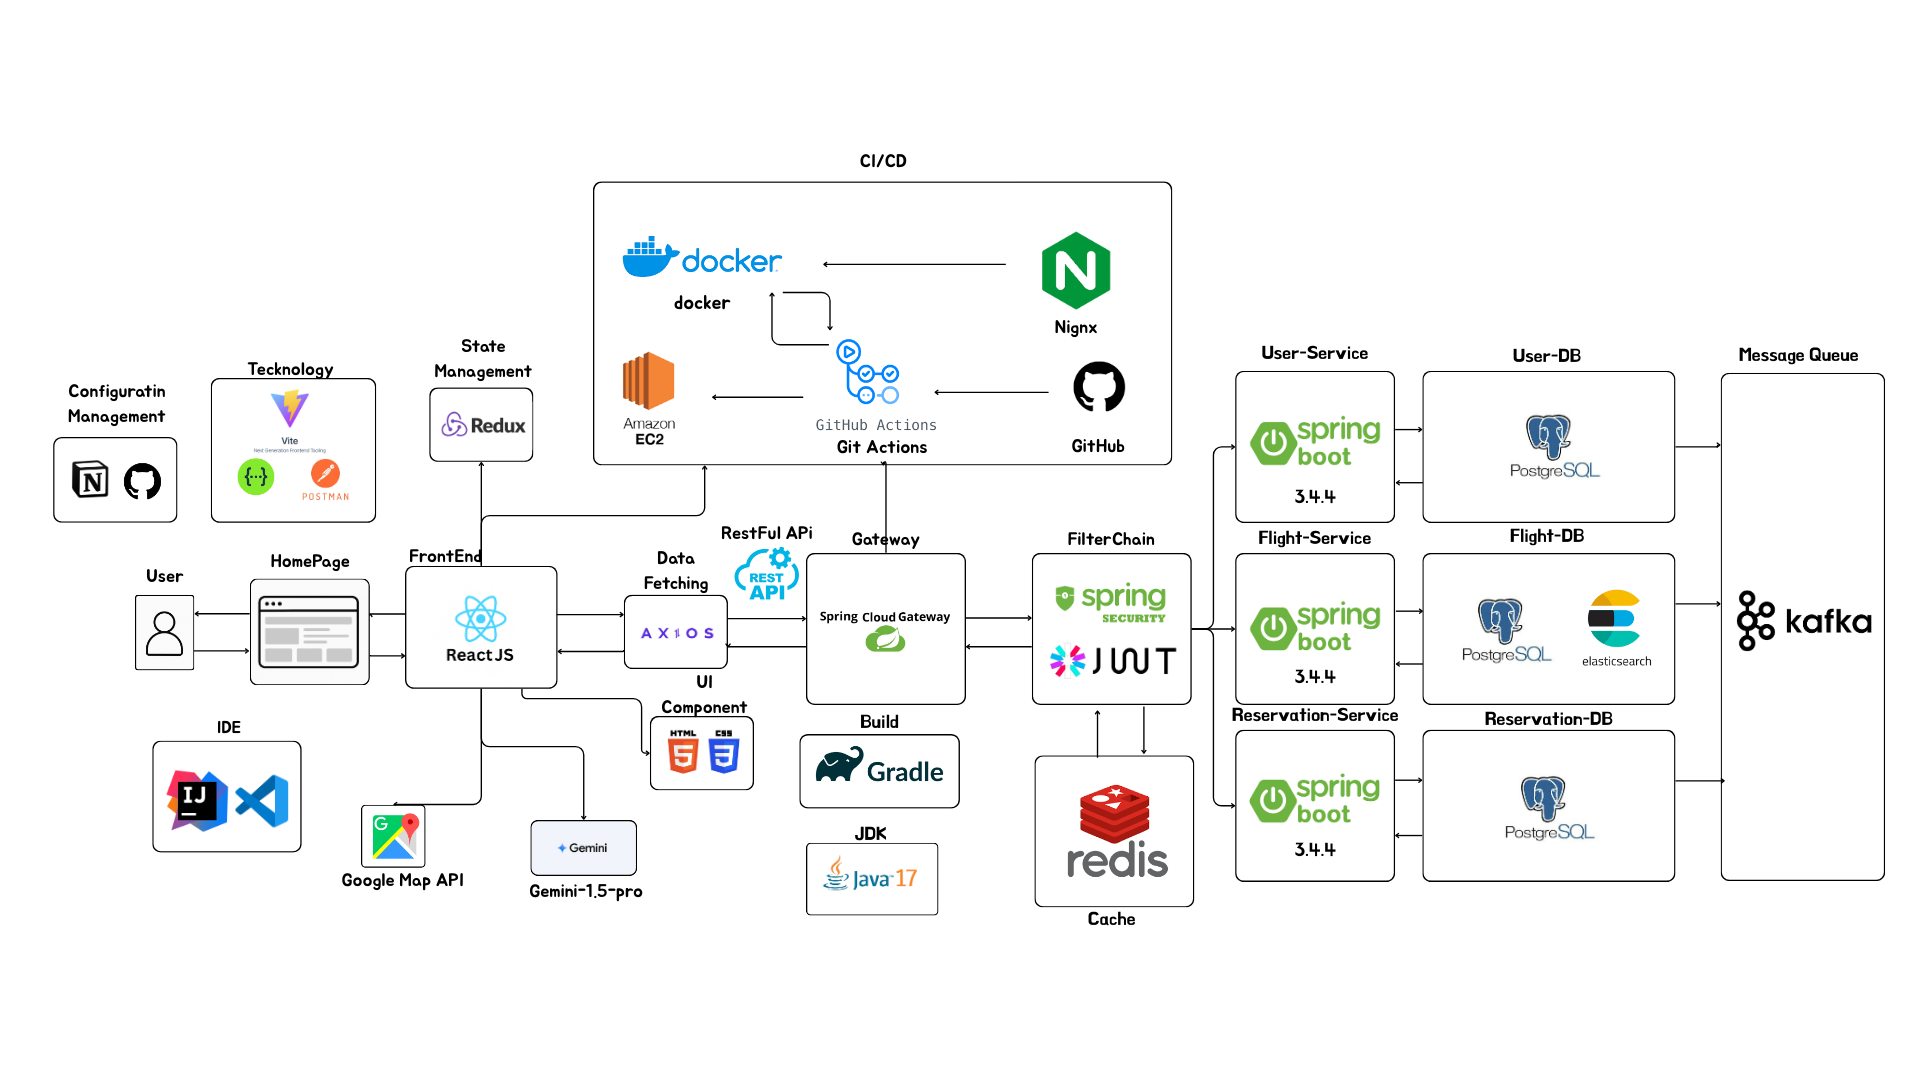 CI/CD
docker
docker
Nignx
Amazon
EC2
GitHub Actions
Git Actions
GitHub
Configuratin
Management
Tecknology
Vite
Next Generation Frontend Tooling
{··}
POSTMAN
State
Management
Redux
User
HomePage
FrontEnd
React JS
Data
Fetching
AXIOS
RestFul APi
REST
API
Gateway
Spring Cloud Gateway
FilterChain
spring
SECURITY
JWT
UI
Component
HTML
5
CSS
3
IDE
IJ
G
Google Map API
Gemini
Gemini-1.5-pro
Build
Gradle
JDK
Java 17
redis
Cache
User-Service
spring
boot
3.4.4
User-DB
PostgreSQL
Flight-Service
spring
boot
3.4.4
Flight-DB
PostgreSQL
elasticsearch
Reservation-Service
spring
boot
3.4.4
Reservation-DB
PostgreSQL
Message Queue
kafka